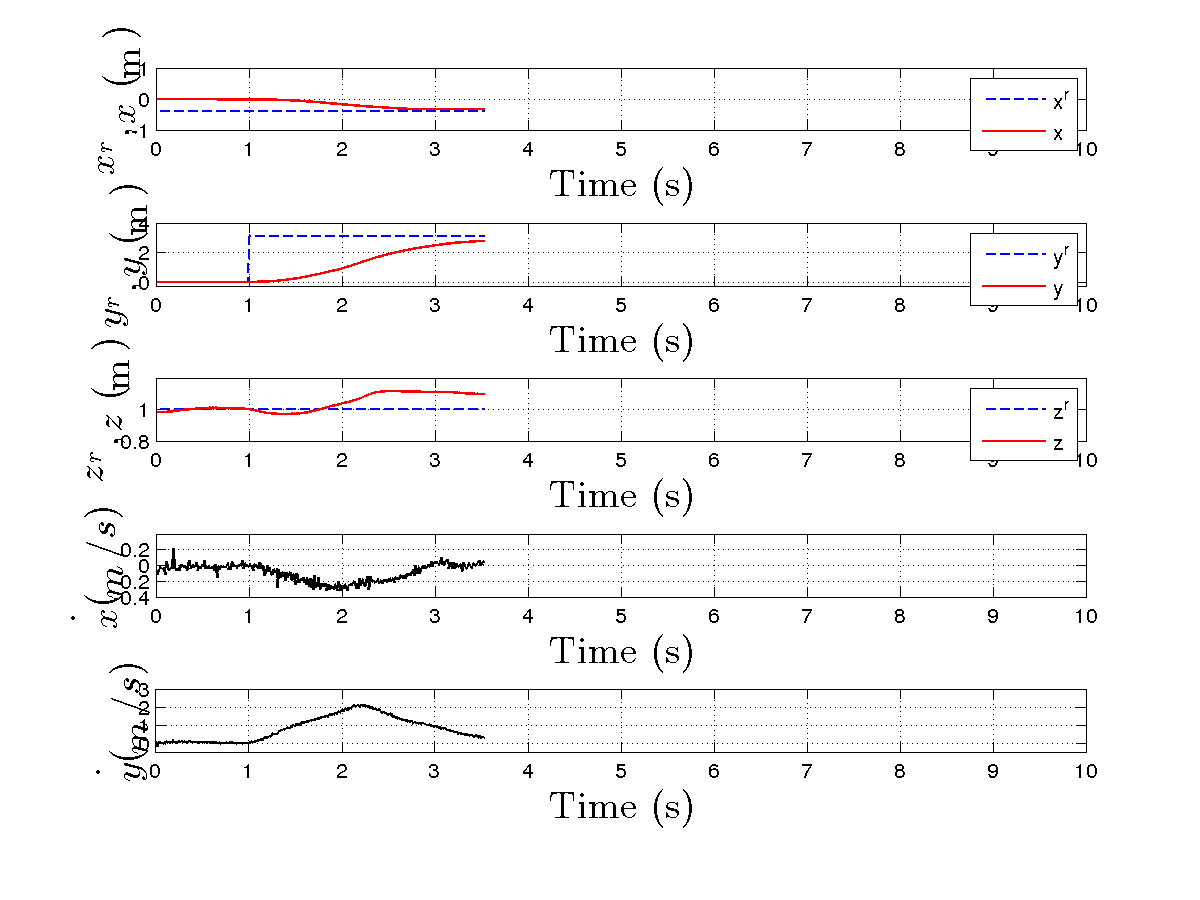 x^r, x (m)
1
0
-1
0 1 2 3 4 5 6 7 8 9 10
x^r
x
Time (s)
y^r, y (m)
4
2
0
0 1 2 3 4 5 6 7 8 9 10
y^r
y
Time (s)
z^r, z (m)
1
0.8
0 1 2 3 4 5 6 7 8 9 10
z^r
z
Time (s)
ẋ(m/s)
0.2
0
-0.2
-0.4
0 1 2 3 4 5 6 7 8 9 10
Time (s)
ẏ(m/s)
3
2
1
0
0 1 2 3 4 5 6 7 8 9 10
Time (s)